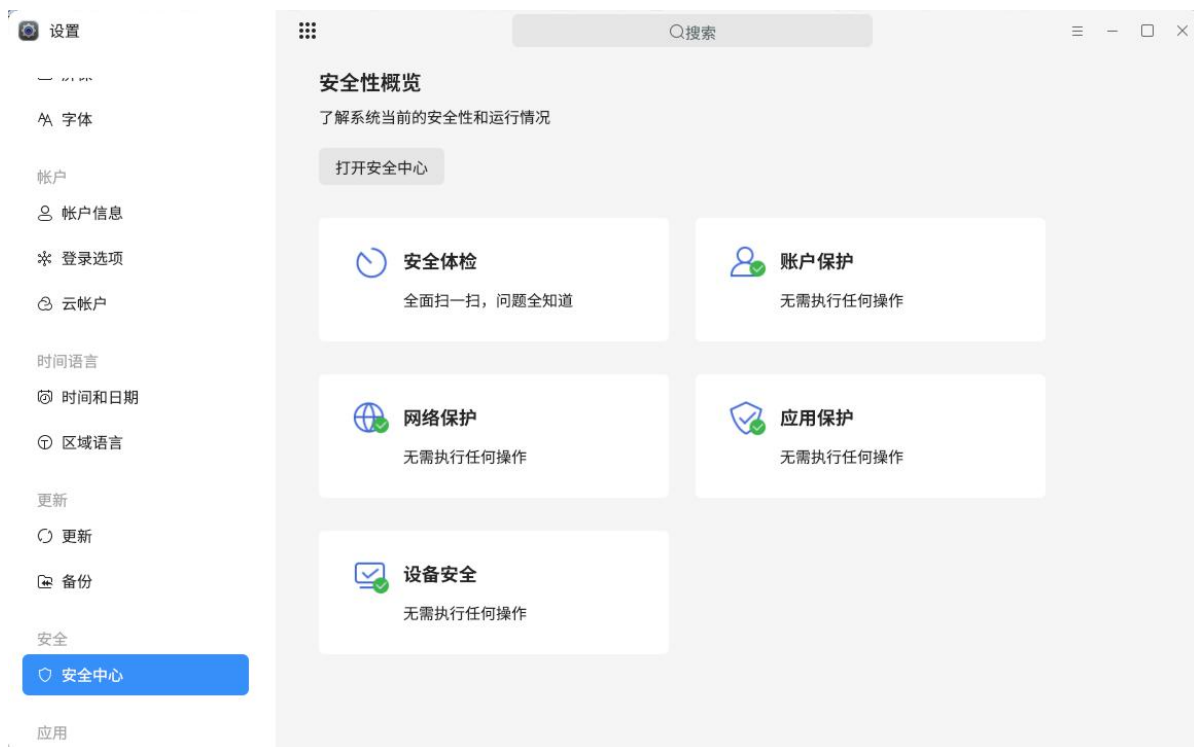 设置
搜索
字体
帐户
帐户信息
登录选项
云帐户
时间语言
时间和日期
区域语言
更新
更新
备份
安全
安全中心
应用
安全性概览
了解系统当前的安全性和运行情况
打开安全中心
安全体检
全面扫一扫，问题全知道
账户保护
无需执行任何操作
网络保护
无需执行任何操作
应用保护
无需执行任何操作
设备安全
无需执行任何操作